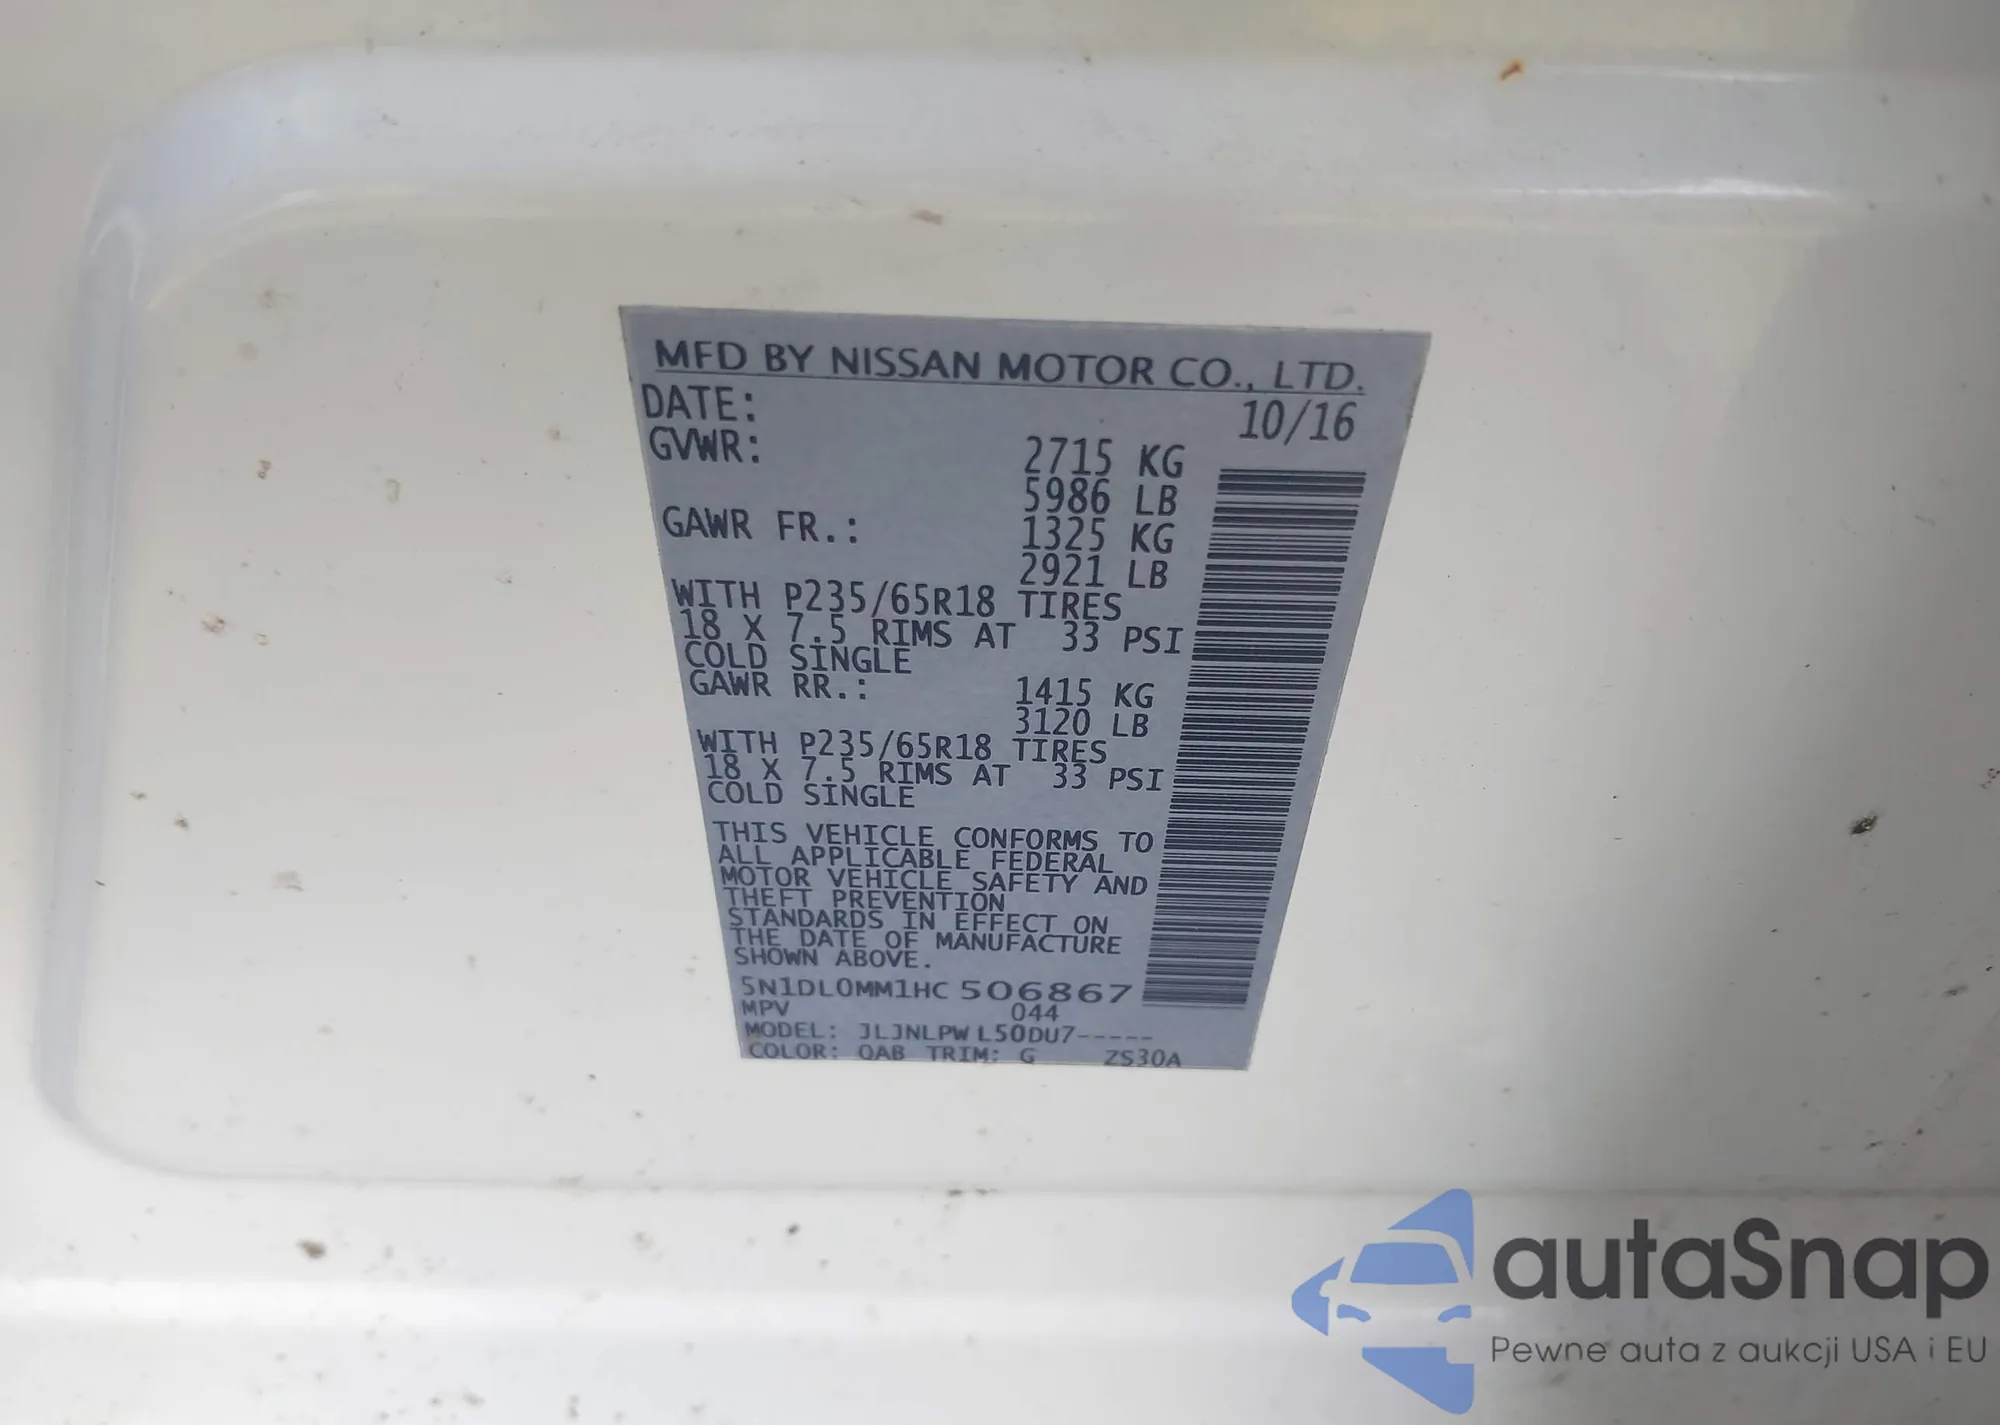 MFD BY NISSAN MOTOR CO., LTD.
DATE: 10/16
GVWR: 2715 KG
5986 LB
GAWR FR.: 1325 KG
2921 LB
WITH P235/65R18 TIRES
18 X 7.5 RIMS AT 33 PSI
COLD SINGLE
GAWR RR.: 1415 KG
3120 LB
WITH P235/65R18 TIRES
18 X 7.5 RIMS AT 33 PSI
COLD SINGLE
THIS VEHICLE CONFORMS TO
ALL APPLICABLE FEDERAL
MOTOR VEHICLE SAFETY AND
THEFT PREVENTION
STANDARDS IN EFFECT ON
THE DATE OF MANUFACTURE
SHOWN ABOVE.
5N1DL0MM1HC 506867
MPV 044
MODEL: JLJNLPW L50DU7-----
COLOR: QAB TRIM: G ZS30A
autaSnap
Pewne auta z aukcji USA i EU